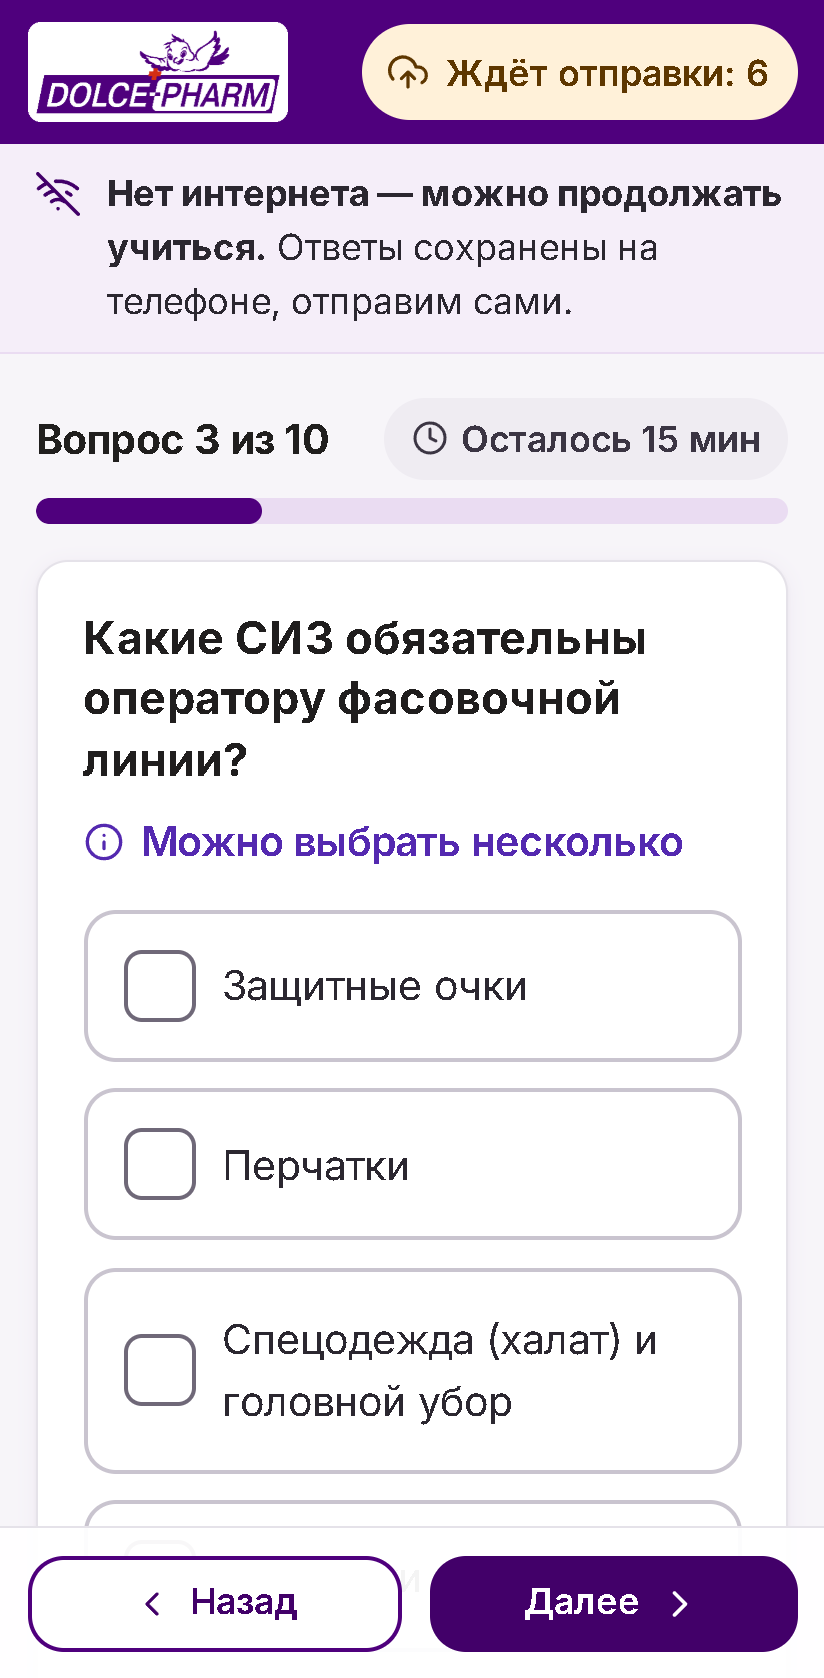 DOLCE-PHARM
Ждёт отправки: 6
Нет интернета — можно продолжать
учиться. Ответы сохранены на
телефоне, отправим сами.
Вопрос 3 из 10
Осталось 15 мин
Какие СИЗ обязательны
оператору фасовочной
линии?
Можно выбрать несколько
Защитные очки
Перчатки
Спецодежда (халат) и
головной убор
Назад
Далее